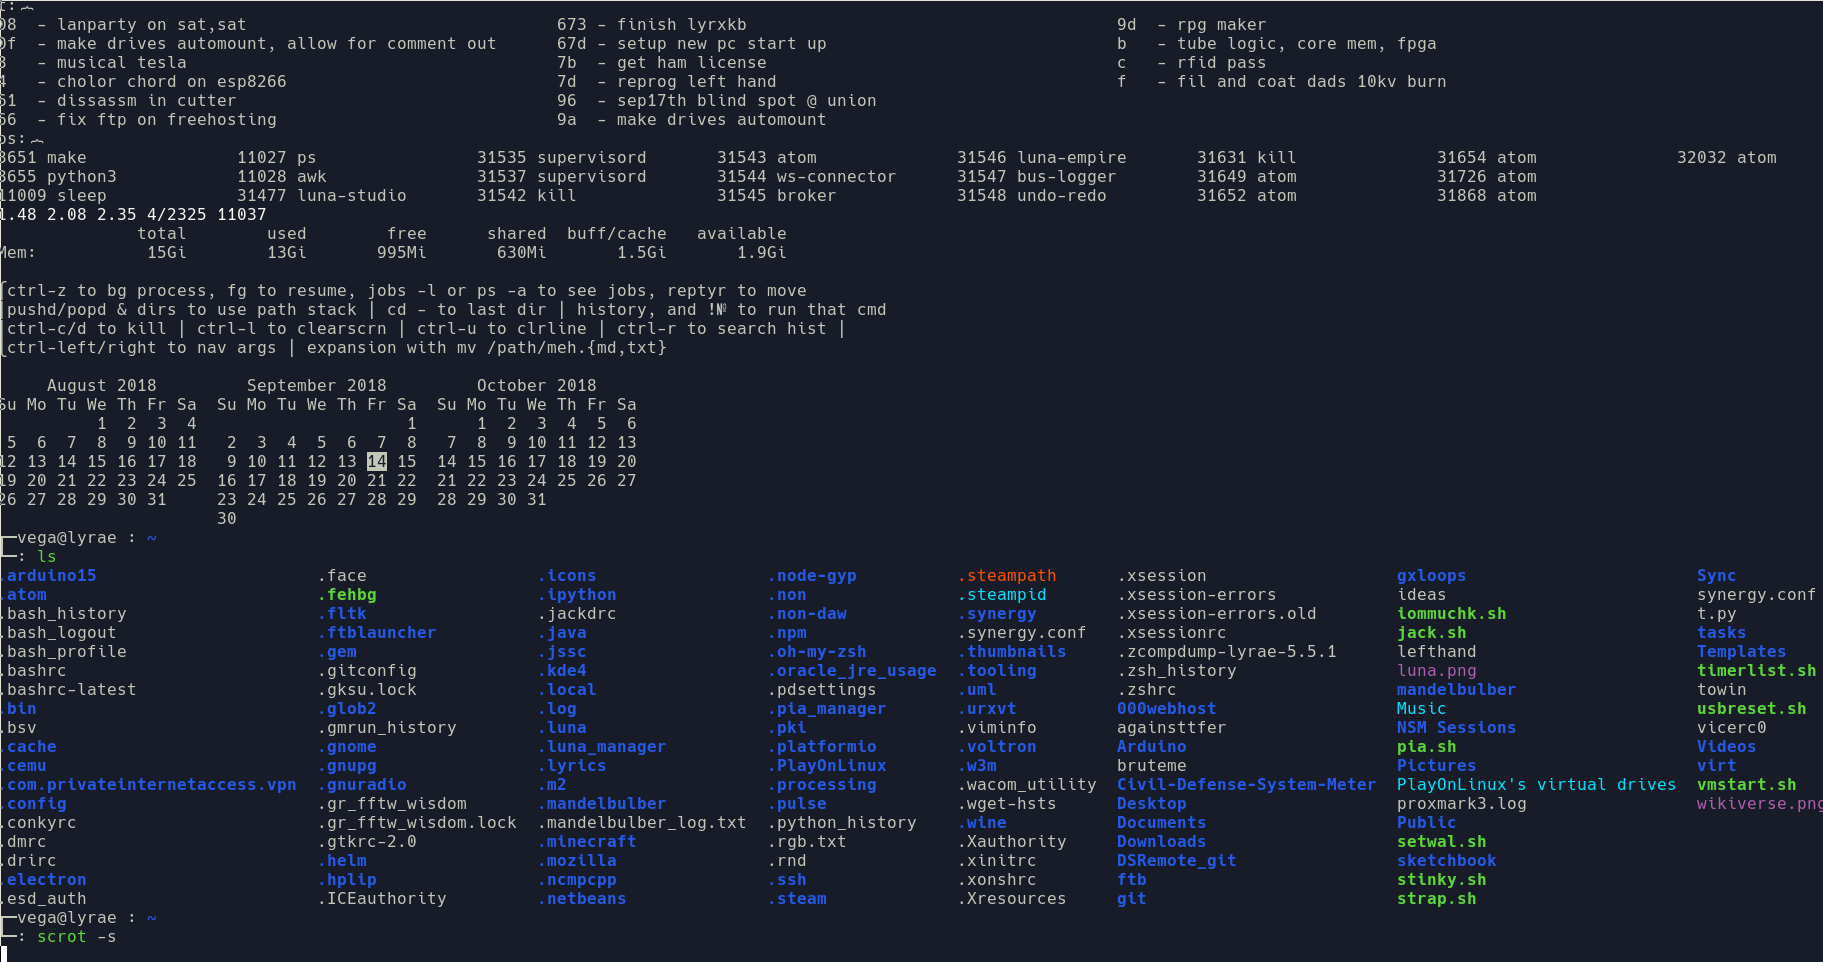 t:
08  - lanparty on sat,sat                               673 - finish lyrxkb                                     9d  - rpg maker
0f  - make drives automount, allow for comment out      67d - setup new pc start up                             b   - tube logic, core mem, fpga
3   - musical tesla                                     7b  - get ham license                                   c   - rfid pass
4   - cholor chord on esp8266                           7d  - reprog left hand                                  f   - fil and coat dads 10kv burn
61  - dissassm in cutter                                96  - sep17th blind spot @ union
66  - fix ftp on freehosting                            9a  - make drives automount
ps:
3651 make               11027 ps                31535 supervisord       31543 atom              31546 luna-empire       31631 kill              31654 atom              32032 atom
3655 python3            11028 awk               31537 supervisord       31544 ws-connector      31547 bus-logger        31649 atom              31726 atom
11009 sleep             31477 luna-studio       31542 kill              31545 broker            31548 undo-redo         31652 atom              31868 atom
1.48 2.08 2.35 4/2325 11037
total        used        free      shared  buff/cache   available
Mem:           15Gi        13Gi       995Mi       630Mi       1.5Gi       1.9Gi
⎧ctrl-z to bg process, fg to resume, jobs -l or ps -a to see jobs, reptyr to move
|pushd/popd & dirs to use path stack | cd - to last dir | history, and !№ to run that cmd
|ctrl-c/d to kill | ctrl-l to clearscrn | ctrl-u to clrline | ctrl-r to search hist |
⎩ctrl-left/right to nav args | expansion with mv /path/meh.{md,txt}
August 2018         September 2018         October 2018
Su Mo Tu We Th Fr Sa  Su Mo Tu We Th Fr Sa  Su Mo Tu We Th Fr Sa
          1  2  3  4                     1      1  2  3  4  5  6
 5  6  7  8  9 10 11   2  3  4  5  6  7  8   7  8  9 10 11 12 13
12 13 14 15 16 17 18   9 10 11 12 13 14 15  14 15 16 17 18 19 20
19 20 21 22 23 24 25  16 17 18 19 20 21 22  21 22 23 24 25 26 27
26 27 28 29 30 31     23 24 25 26 27 28 29  28 29 30 31
                      30
┌─vega@lyrae : ~
└─: ls
.arduino15                      .face                 .icons                 .node-gyp          .steampath      .xsession                   gxloops                       Sync
.atom                           .fehbg                .ipython               .non               .steampid       .xsession-errors            ideas                         synergy.conf
.bash_history                   .fltk                 .jackdrc               .non-daw           .synergy        .xsession-errors.old        iommuchk.sh                   t.py
.bash_logout                    .ftblauncher          .java                  .npm               .synergy.conf   .xsessionrc                 jack.sh                       tasks
.bash_profile                   .gem                  .jssc                  .oh-my-zsh         .thumbnails     .zcompdump-lyrae-5.5.1      lefthand                      Templates
.bashrc                         .gitconfig            .kde4                  .oracle_jre_usage  .tooling        .zsh_history                luna.png                      timerlist.sh
.bashrc-latest                  .gksu.lock            .local                 .pdsettings        .uml            .zshrc                      mandelbulber                  towin
.bin                            .glob2                .log                   .pia_manager       .urxvt          000webhost                  Music                         usbreset.sh
.bsv                            .gmrun_history        .luna                  .pki               .viminfo        againsttfer                 NSM Sessions                  vicerc0
.cache                          .gnome                .luna_manager          .platformio        .voltron        Arduino                     pia.sh                        Videos
.cemu                           .gnupg                .lyrics                .PlayOnLinux       .w3m            bruteme                     Pictures                      virt
.com.privateinternetaccess.vpn  .gnuradio             .m2                    .processing        .wacom_utility  Civil-Defense-System-Meter  PlayOnLinux's virtual drives  vmstart.sh
.config                         .gr_fftw_wisdom       .mandelbulber          .pulse             .wget-hsts      Desktop                     proxmark3.log                 wikiverse.png
.conkyrc                        .gr_fftw_wisdom.lock  .mandelbulber_log.txt  .python_history    .wine           Documents                   Public
.dmrc                           .gtkrc-2.0            .minecraft             .rgb.txt           .Xauthority     Downloads                   setwal.sh
.drirc                          .helm                 .mozilla               .rnd               .xinitrc        DSRemote_git                sketchbook
.electron                       .hplip                .ncmpcpp               .ssh               .xonshrc        ftb                         stinky.sh
.esd_auth                       .ICEauthority         .netbeans              .steam             .Xresources     git                         strap.sh
┌─vega@lyrae : ~
└─: scrot -s